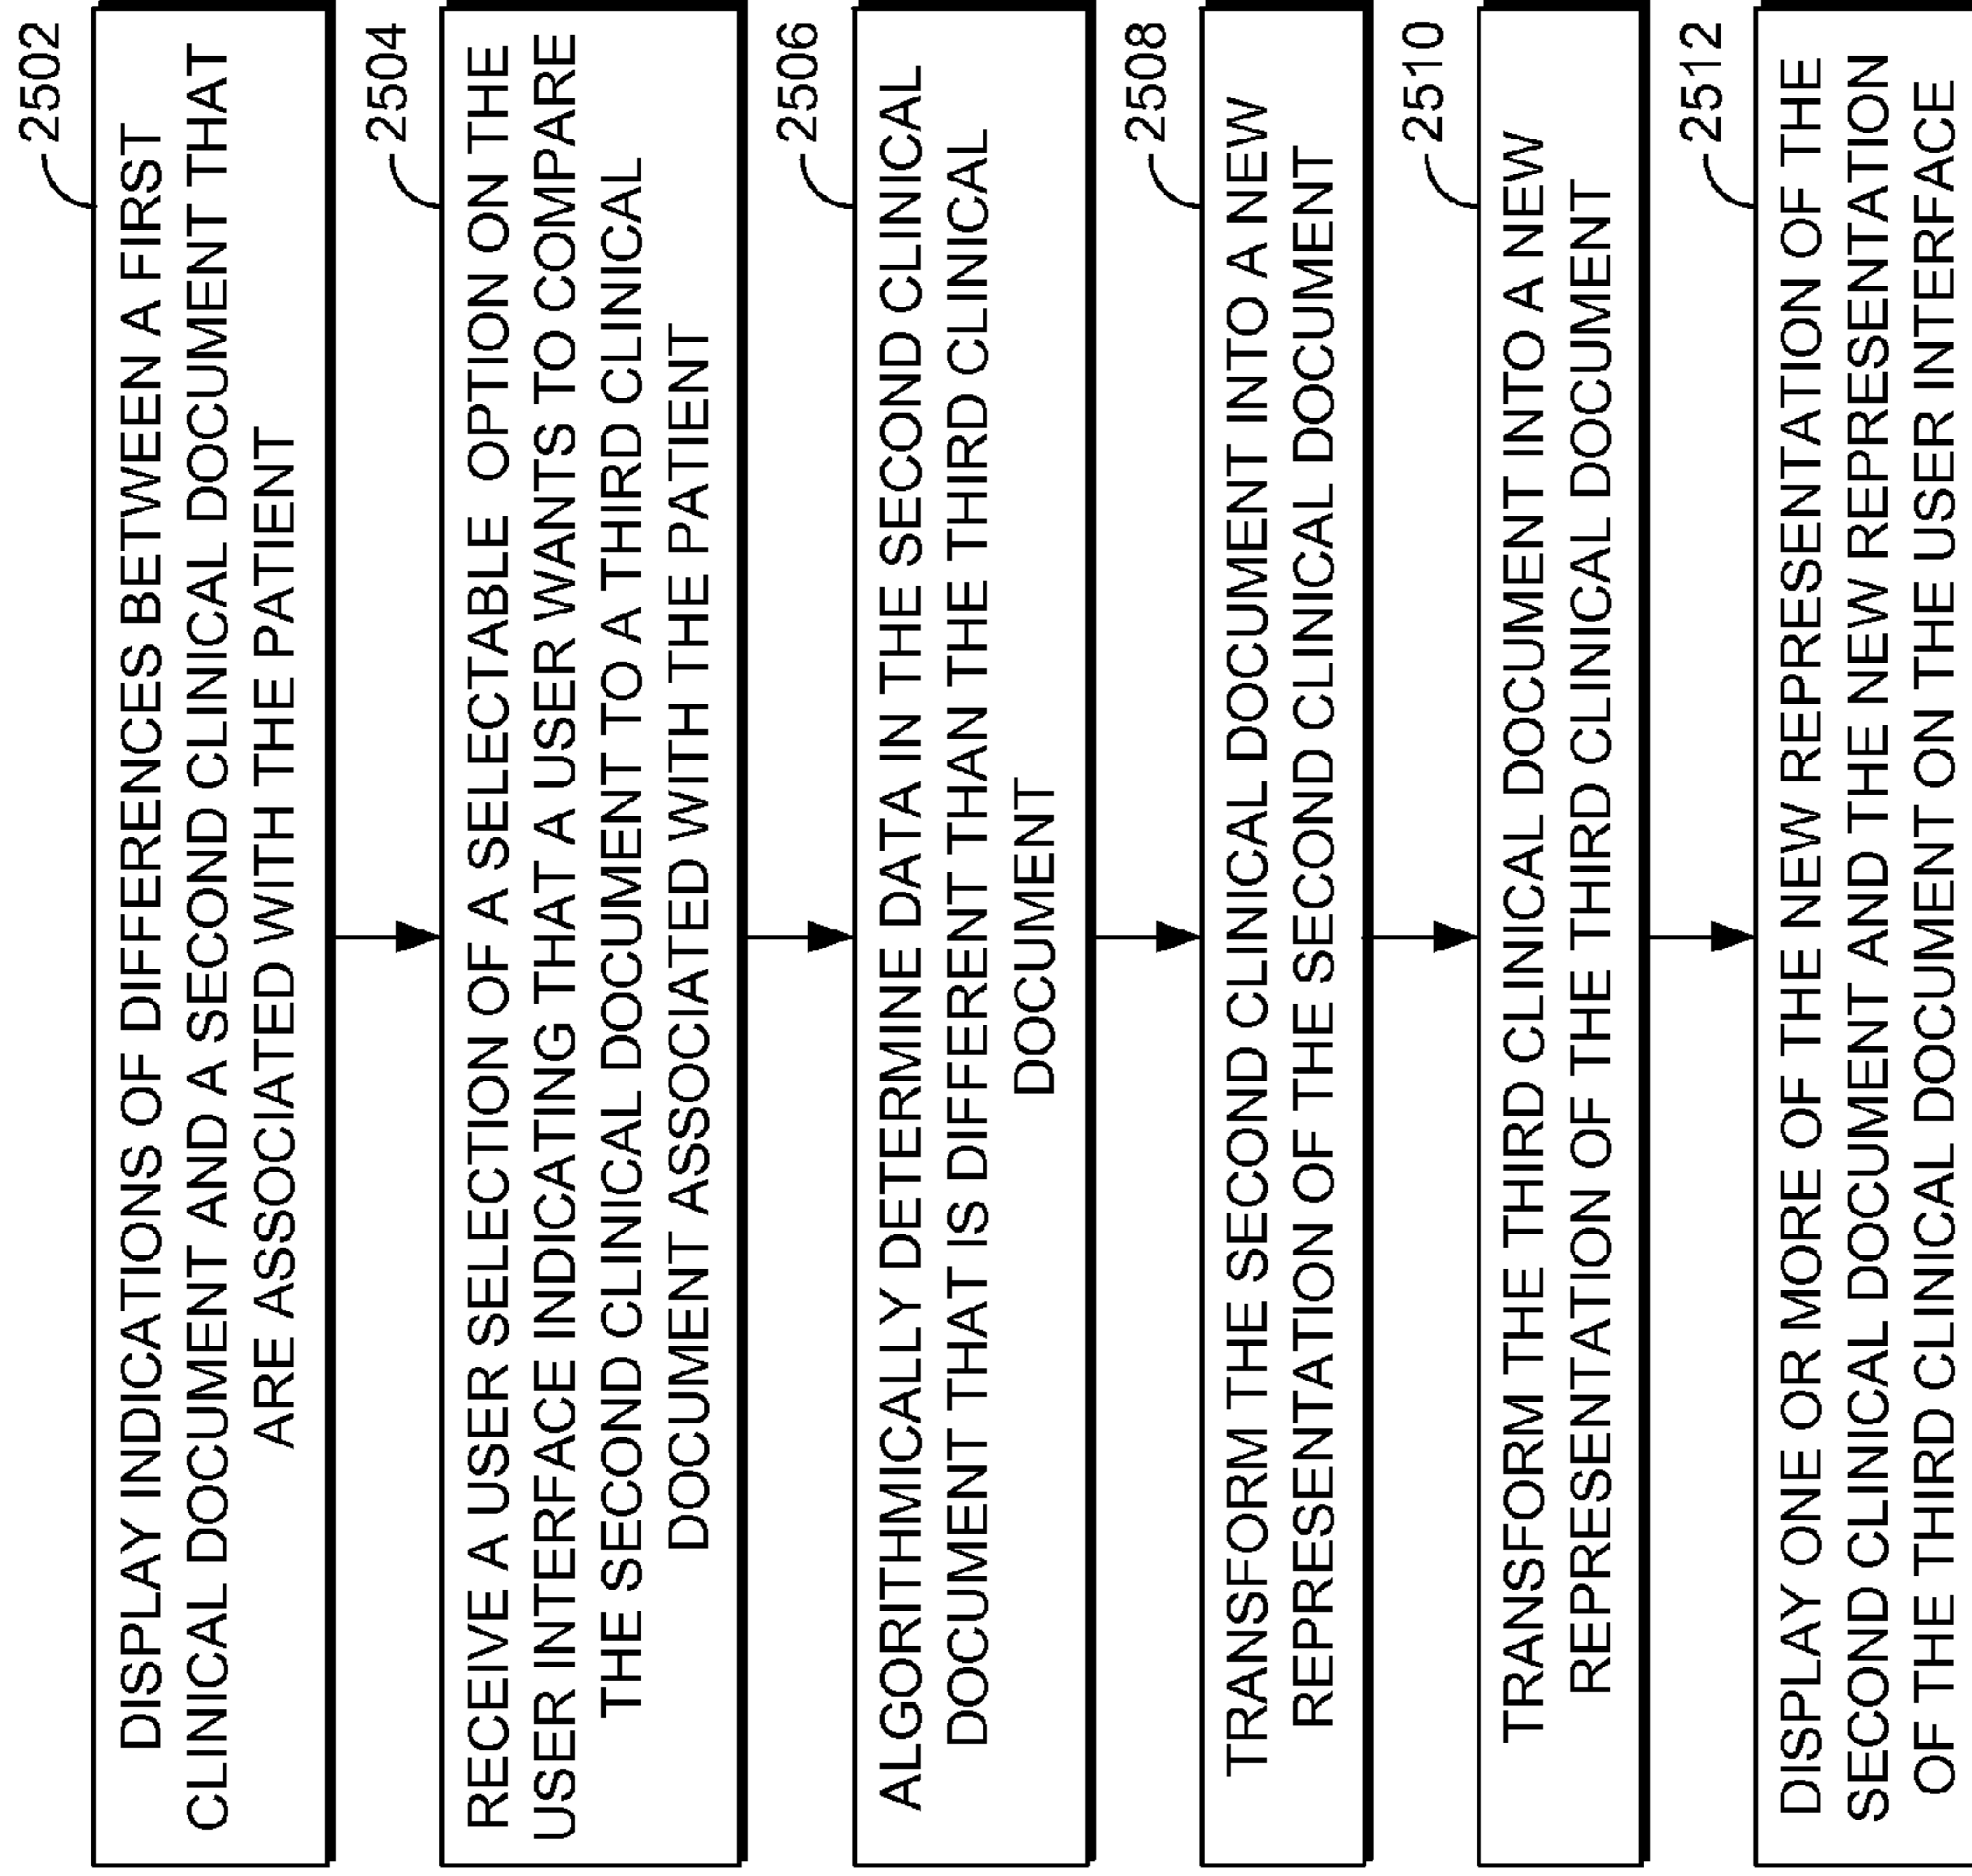 2502
DISPLAY INDICATIONS OF DIFFERENCES BETWEEN A FIRST
CLINICAL DOCUMENT AND A SECOND CLINICAL DOCUMENT THAT
ARE ASSOCIATED WITH THE PATIENT
2504
RECEIVE A USER SELECTION OF A SELECTABLE OPTION ON THE
USER INTERFACE INDICATING THAT A USER WANTS TO COMPARE
THE SECOND CLINICAL DOCUMENT TO A THIRD CLINICAL
DOCUMENT ASSOCIATED WITH THE PATIENT
2506
ALGORITHMICALLY DETERMINE DATA IN THE SECOND CLINICAL
DOCUMENT THAT IS DIFFERENT THAN THE THIRD CLINICAL
DOCUMENT
2508
TRANSFORM THE SECOND CLINICAL DOCUMENT INTO A NEW
REPRESENTATION OF THE SECOND CLINICAL DOCUMENT
2510
TRANSFORM THE THIRD CLINICAL DOCUMENT INTO A NEW
REPRESENTATION OF THE THIRD CLINICAL DOCUMENT
2512
DISPLAY ONE OR MORE OF THE NEW REPRESENTATION OF THE
SECOND CLINICAL DOCUMENT AND THE NEW REPRESENTATION
OF THE THIRD CLINICAL DOCUMENT ON THE USER INTERFACE